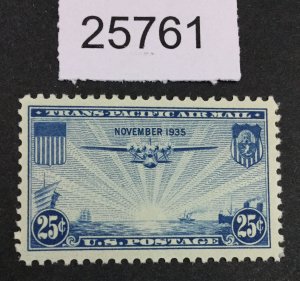 25761
TRANS-PACIFIC AIR MAIL
NOVEMBER 1935
25¢ 25¢
U.S. POSTAGE